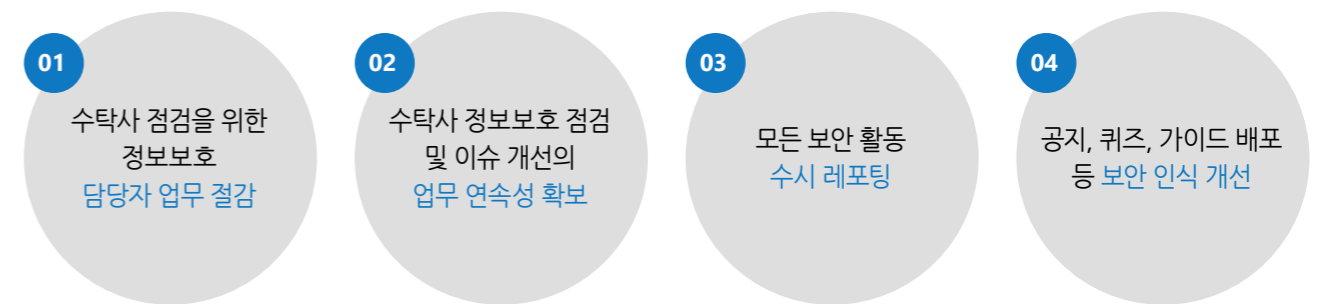 01
수탁사 점검을 위한
정보보호
담당자 업무 절감
02
수탁사 정보보호 점검
및 이슈 개선의
업무 연속성 확보
03
모든 보안 활동
수시 레포팅
04
공지, 퀴즈, 가이드 배포
등 보안 인식 개선